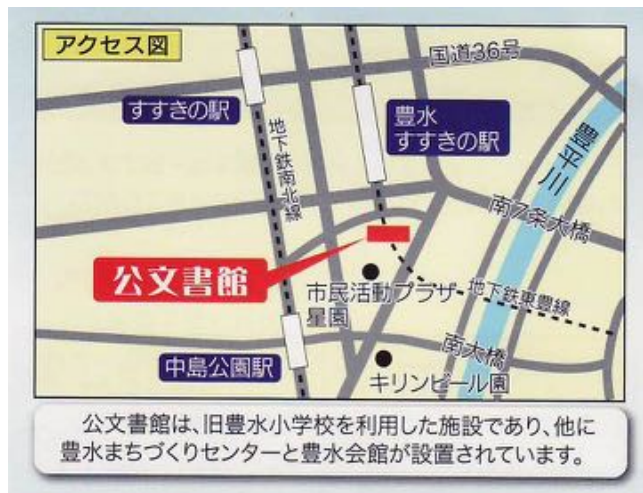 アクセス図
国道36号
すすきの駅
豊水
すすきの駅
地下鉄南北線
豊平川
南7条大橋
公文書館
市民活動プラザ
星園
地下鉄東豊線
中島公園駅
南大橋
キリンビール園
公文書館は、旧豊水小学校を利用した施設であり、他に
豊水まちづくりセンターと豊水会館が設置されています。